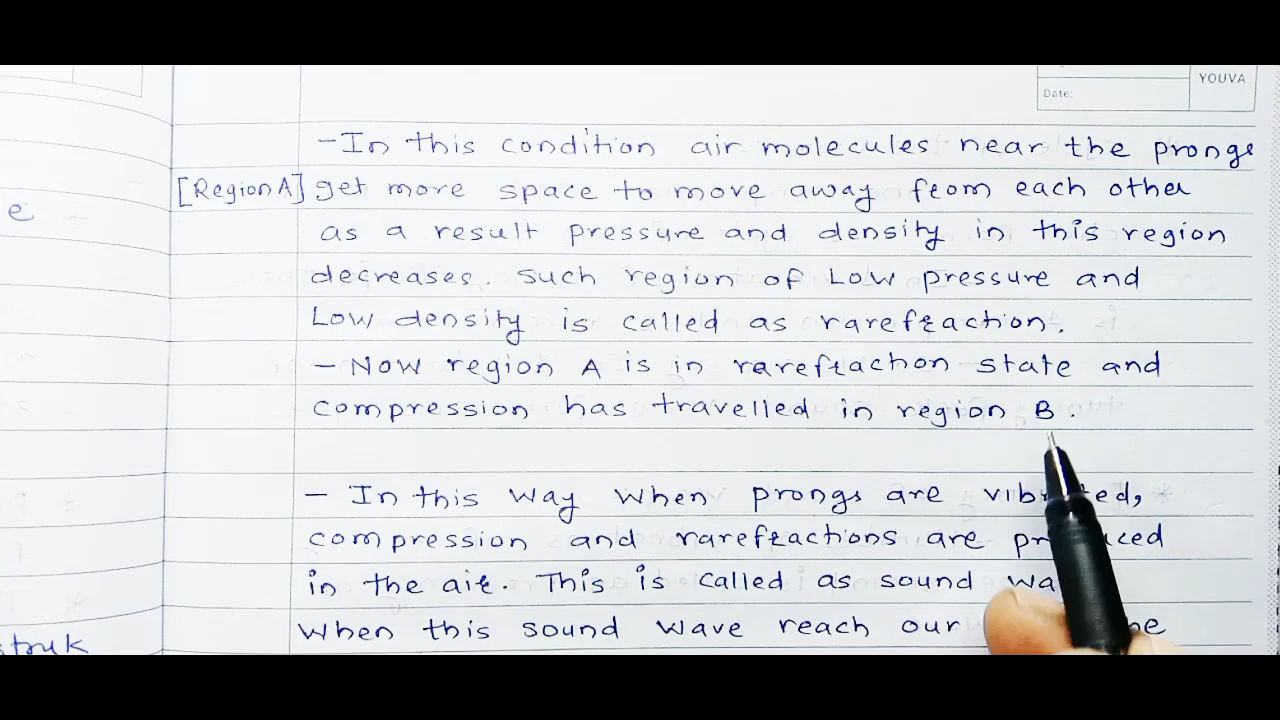 YOUVA
Date:
- In this condition air molecules near the prongs
[Region A] get more space to move away from each other
as a result pressure and density in this region
decreases. Such region of Low pressure and
Low density is called as rarefraction.
- Now region A is in rarefraction state and
compression has travelled in region B.
- In this way when prongs are
compression and rarefractions are
in the air. This is called as sound
When this sound wave reach our
e
struk